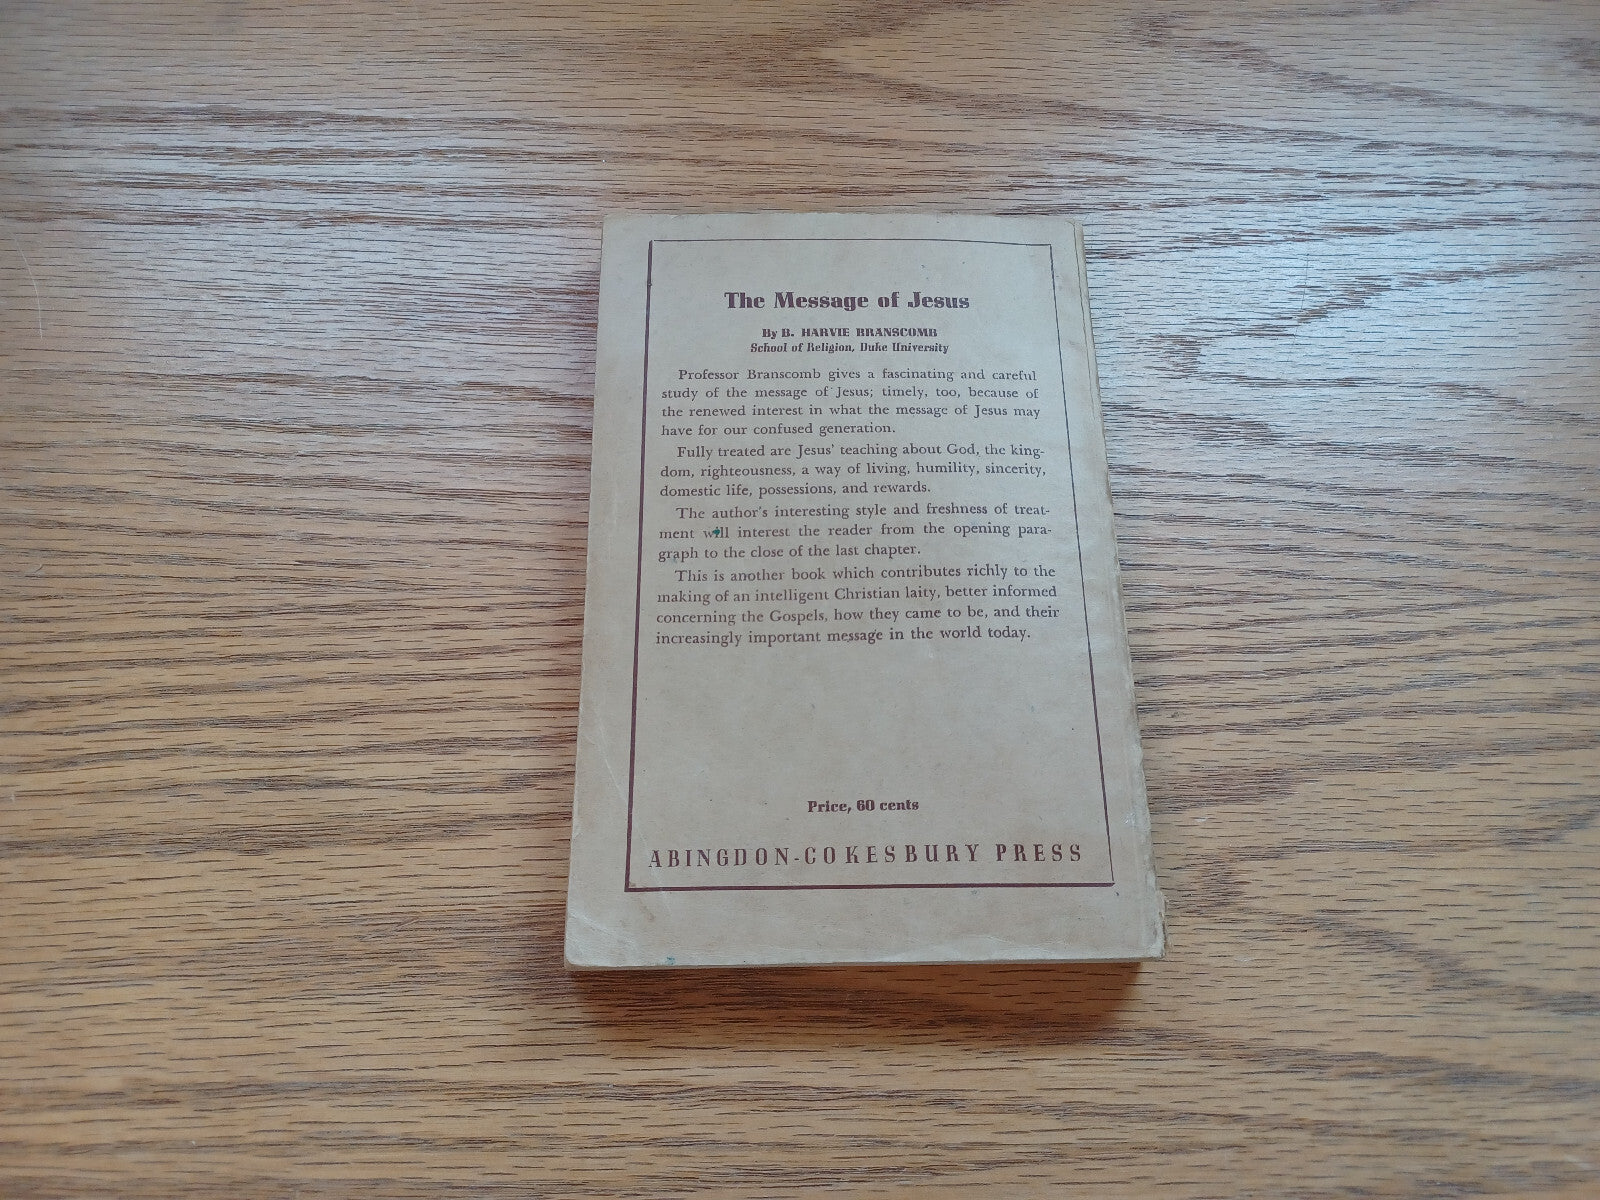 The Message of Jesus
By B. HARVIE BRANSCOMB
School of Religion, Duke University
Professor Branscomb gives a fascinating and careful
study of the message of Jesus; timely, too, because of
the renewed interest in what the message of Jesus may
have for our confused generation.
Fully treated are Jesus' teaching about God, the king-
dom, righteousness, a way of living, humility, sincerity,
domestic life, possessions, and rewards.
The author's interesting style and freshness of treat-
ment will interest the reader from the opening para-
graph to the close of the last chapter.
This is another book which contributes richly to the
making of an intelligent Christian laity, better informed
concerning the Gospels, how they came to be, and their
increasingly important message in the world today.
Price, 60 cents
ABINGDON-COKESBURY PRESS